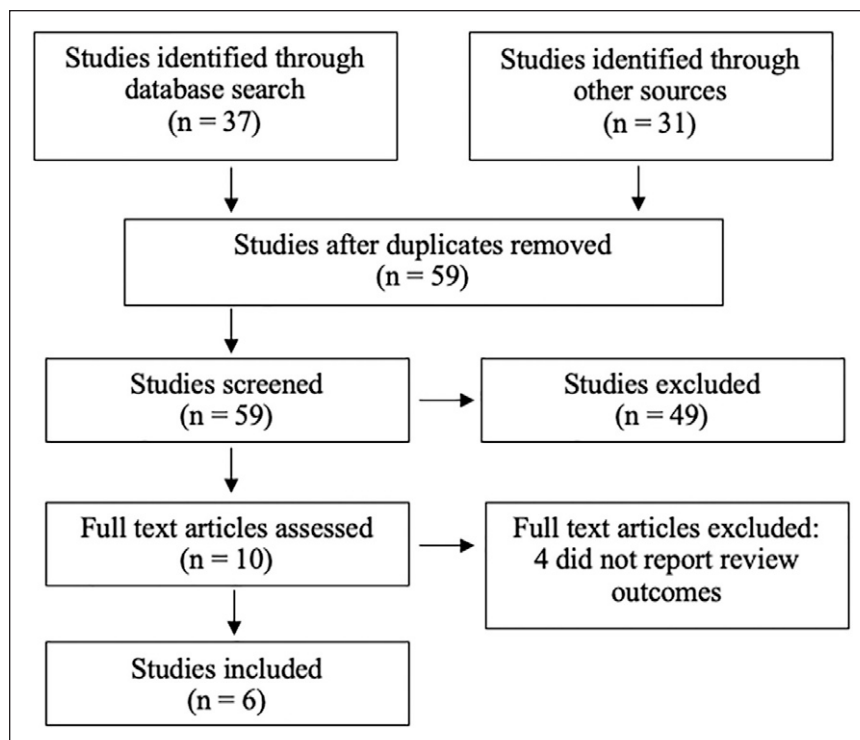 Studies identified through
database search
(n = 37)
Studies identified through
other sources
(n = 31)
Studies after duplicates removed
(n = 59)
Studies screened
(n = 59)
Studies excluded
(n = 49)
Full text articles assessed
(n = 10)
Full text articles excluded:
4 did not report review
outcomes
Studies included
(n = 6)